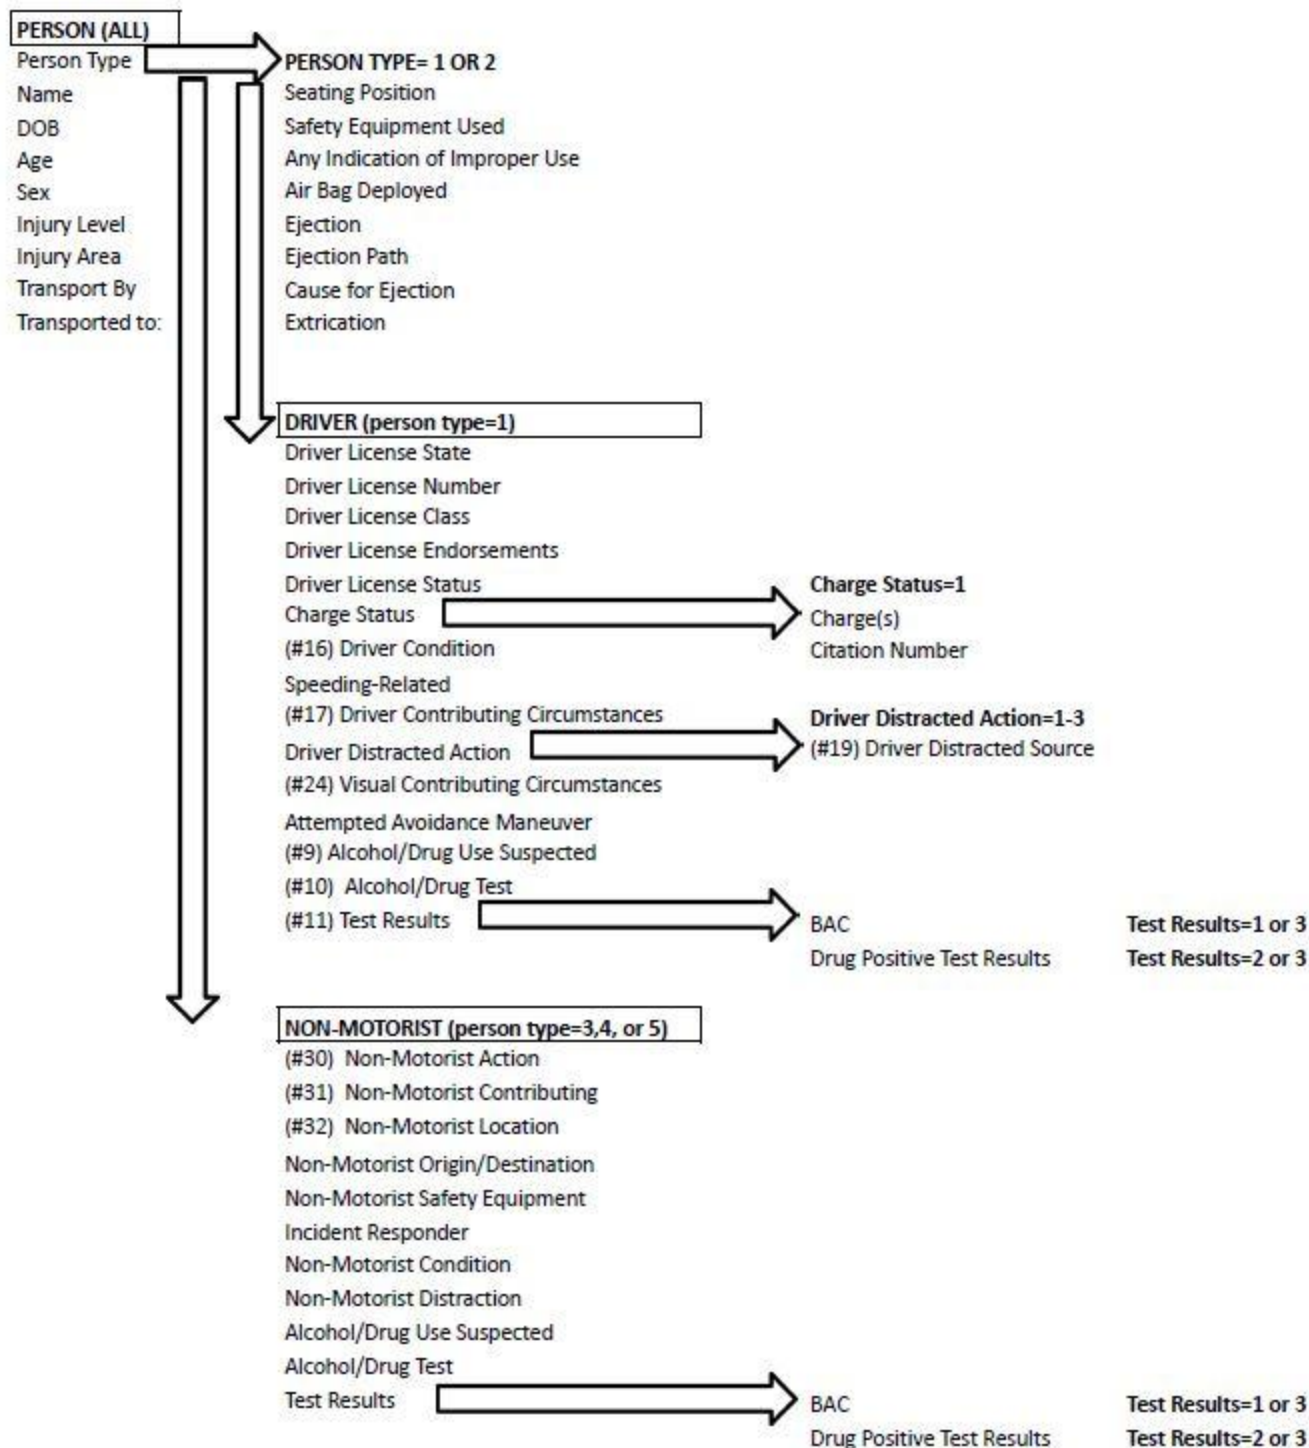 PERSON (ALL)
Person Type
Name
DOB
Age
Sex
Injury Level
Injury Area
Transport By
Transported to:
PERSON TYPE= 1 OR 2
Seating Position
Safety Equipment Used
Any Indication of Improper Use
Air Bag Deployed
Ejection
Ejection Path
Cause for Ejection
Extrication
DRIVER (person type=1)
Driver License State
Driver License Number
Driver License Class
Driver License Endorsements
Driver License Status
Charge Status
(#16) Driver Condition
Speeding-Related
(#17) Driver Contributing Circumstances
Driver Distracted Action
(#24) Visual Contributing Circumstances
Attempted Avoidance Maneuver
(#9) Alcohol/Drug Use Suspected
(#10) Alcohol/Drug Test
(#11) Test Results
Charge Status=1
Charge(s)
Citation Number
Driver Distracted Action=1-3
(#19) Driver Distracted Source
BAC Test Results=1 or 3
Drug Positive Test Results Test Results=2 or 3
NON-MOTORIST (person type=3,4, or 5)
(#30) Non-Motorist Action
(#31) Non-Motorist Contributing
(#32) Non-Motorist Location
Non-Motorist Origin/Destination
Non-Motorist Safety Equipment
Incident Responder
Non-Motorist Condition
Non-Motorist Distraction
Alcohol/Drug Use Suspected
Alcohol/Drug Test
Test Results
BAC Test Results=1 or 3
Drug Positive Test Results Test Results=2 or 3